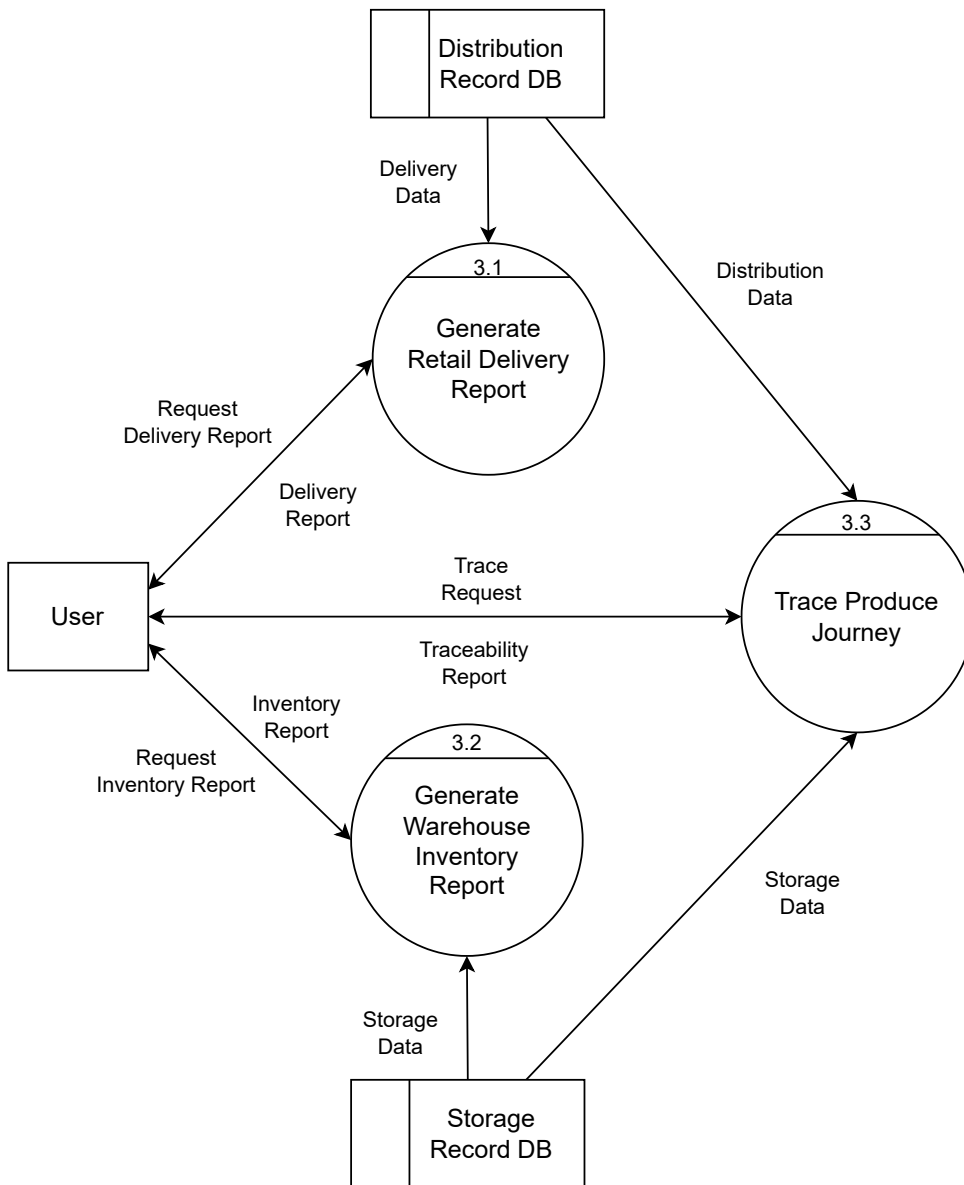 Distribution
Record DB
Delivery
Data
3.1
Distribution
Data
Generate
Retail Delivery
Report
Request
Delivery Report
Delivery
Report
3.3
Trace
Request
User
Trace Produce
Journey
Traceability
Report
Inventory
Report
3.2
Request
Inventory Report
Generate
Warehouse
Inventory
Report
Storage
Data
Storage
Data
Storage
Record DB